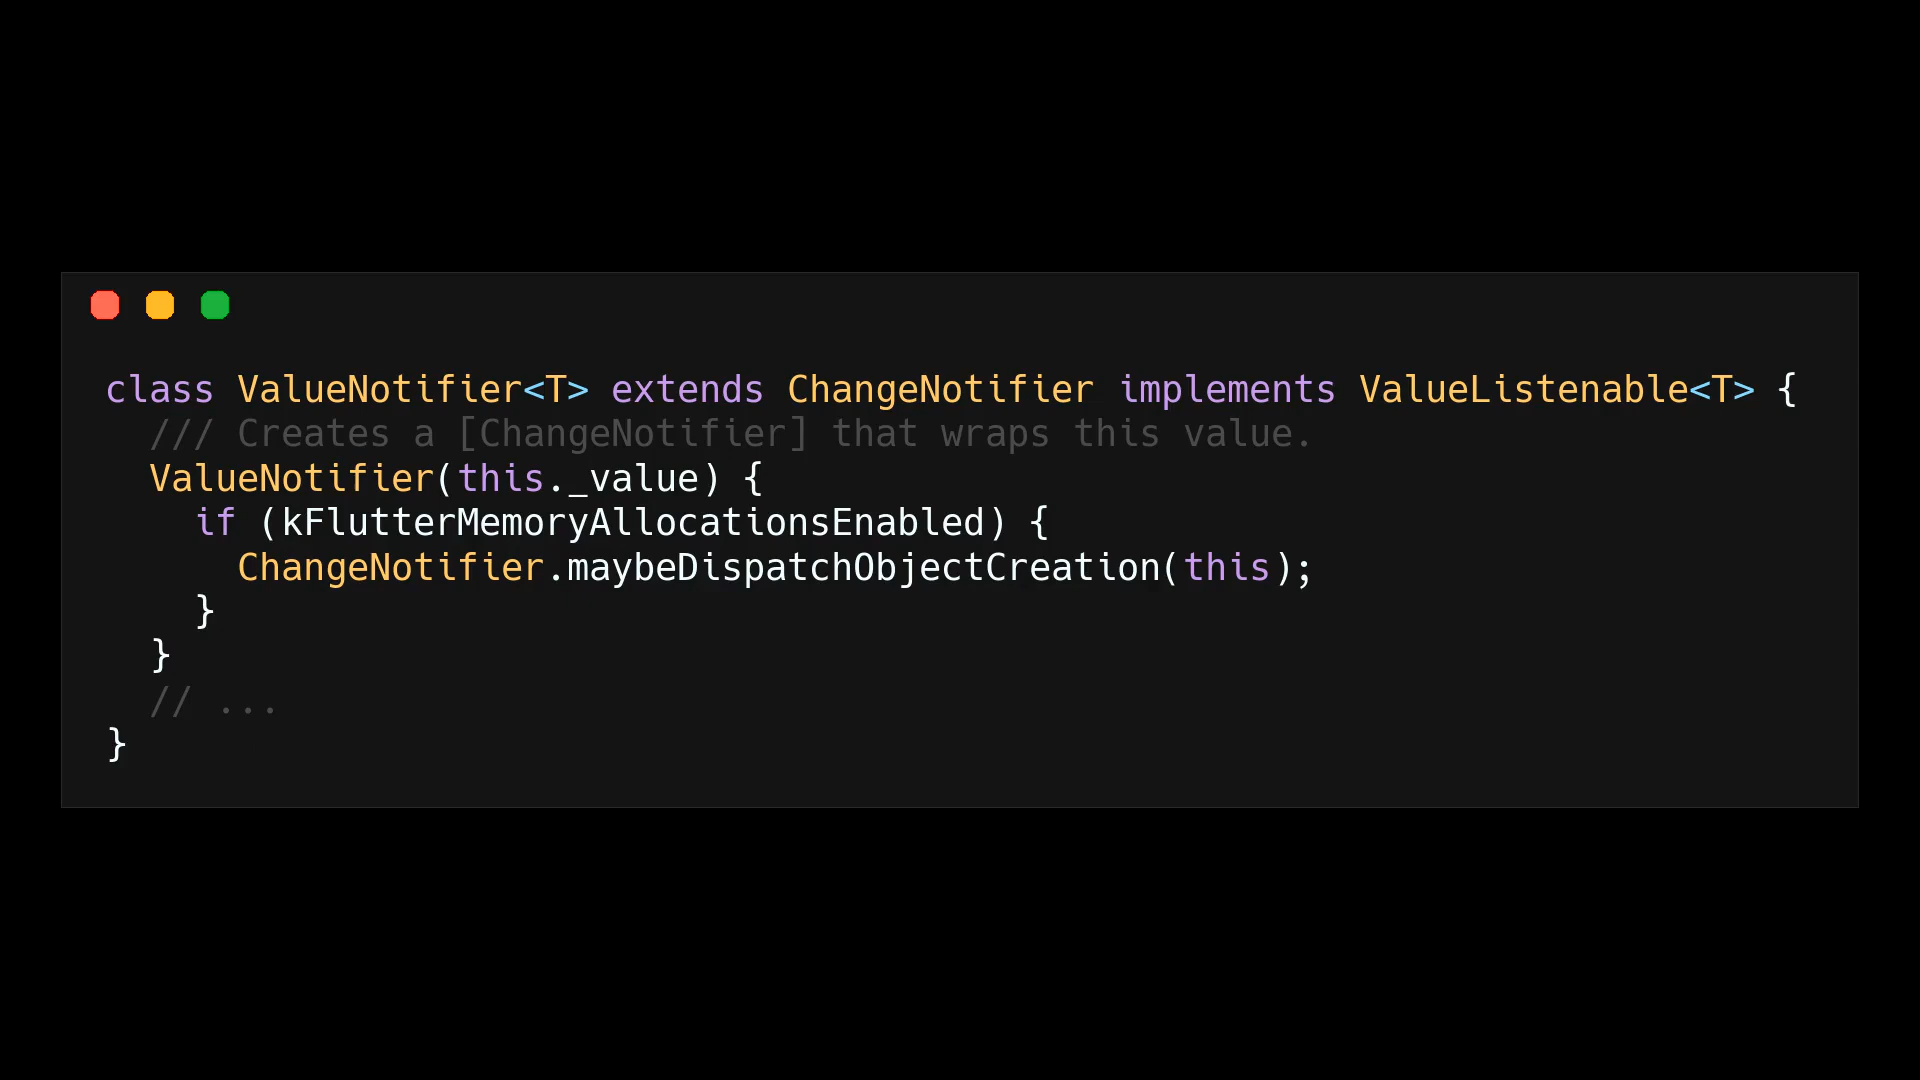 class ValueNotifier<T> extends ChangeNotifier implements ValueListenable<T> {
  /// Creates a [ChangeNotifier] that wraps this value.
  ValueNotifier(this._value) {
    if (kFlutterMemoryAllocationsEnabled) {
      ChangeNotifier.maybeDispatchObjectCreation(this);
    }
  }
  // ...
}